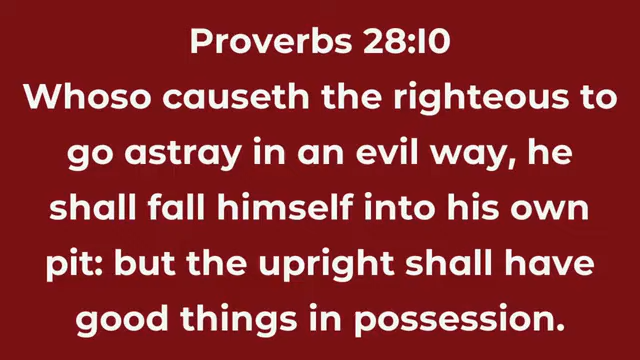 Proverbs 28:10
Whoso causeth the righteous to
go astray in an evil way, he
shall fall himself into his own
pit: but the upright shall have
good things in possession.